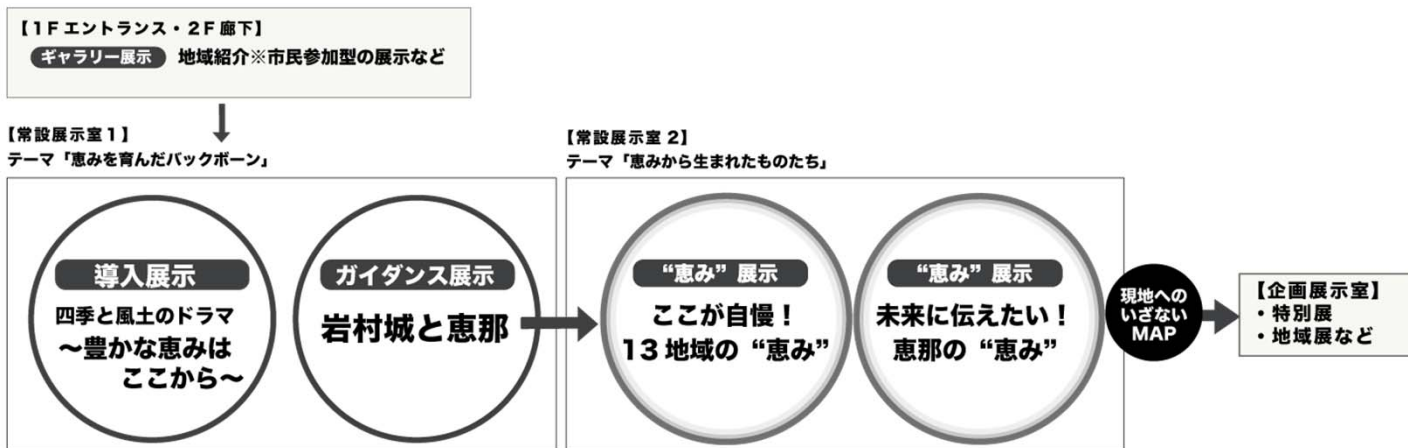 【1Fエントランス・2F廊下】
ギャラリー展示 地域紹介※市民参加型の展示など
【常設展示室1】
テーマ「恵みを育んだバックボーン」
導入展示
四季と風土のドラマ
～豊かな恵みは
ここから～
ガイダンス展示
岩村城と恵那
【常設展示室2】
テーマ「恵みから生まれたものたち」
“恵み”展示
ここが自慢！
13地域の“恵み”
“恵み”展示
未来に伝えたい！
恵那の“恵み”
現地への
いざない
MAP
【企画展示室】
・特別展
・地域展など